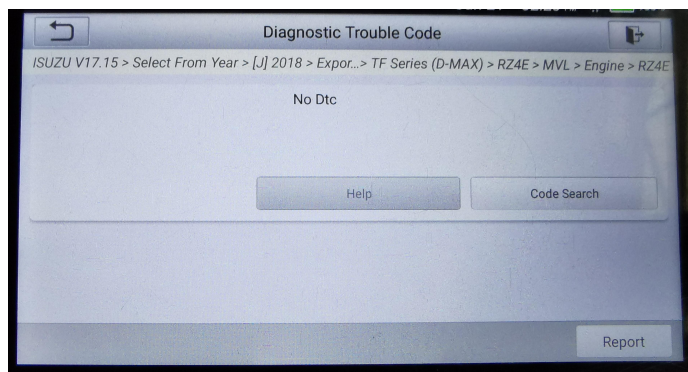 Diagnostic Trouble Code
ISUZU V17.15 > Select From Year > [J] 2018 > Expor...> TF Series (D-MAX) > RZ4E > MVL > Engine > RZ4E
No Dtc
Help
Code Search
Report